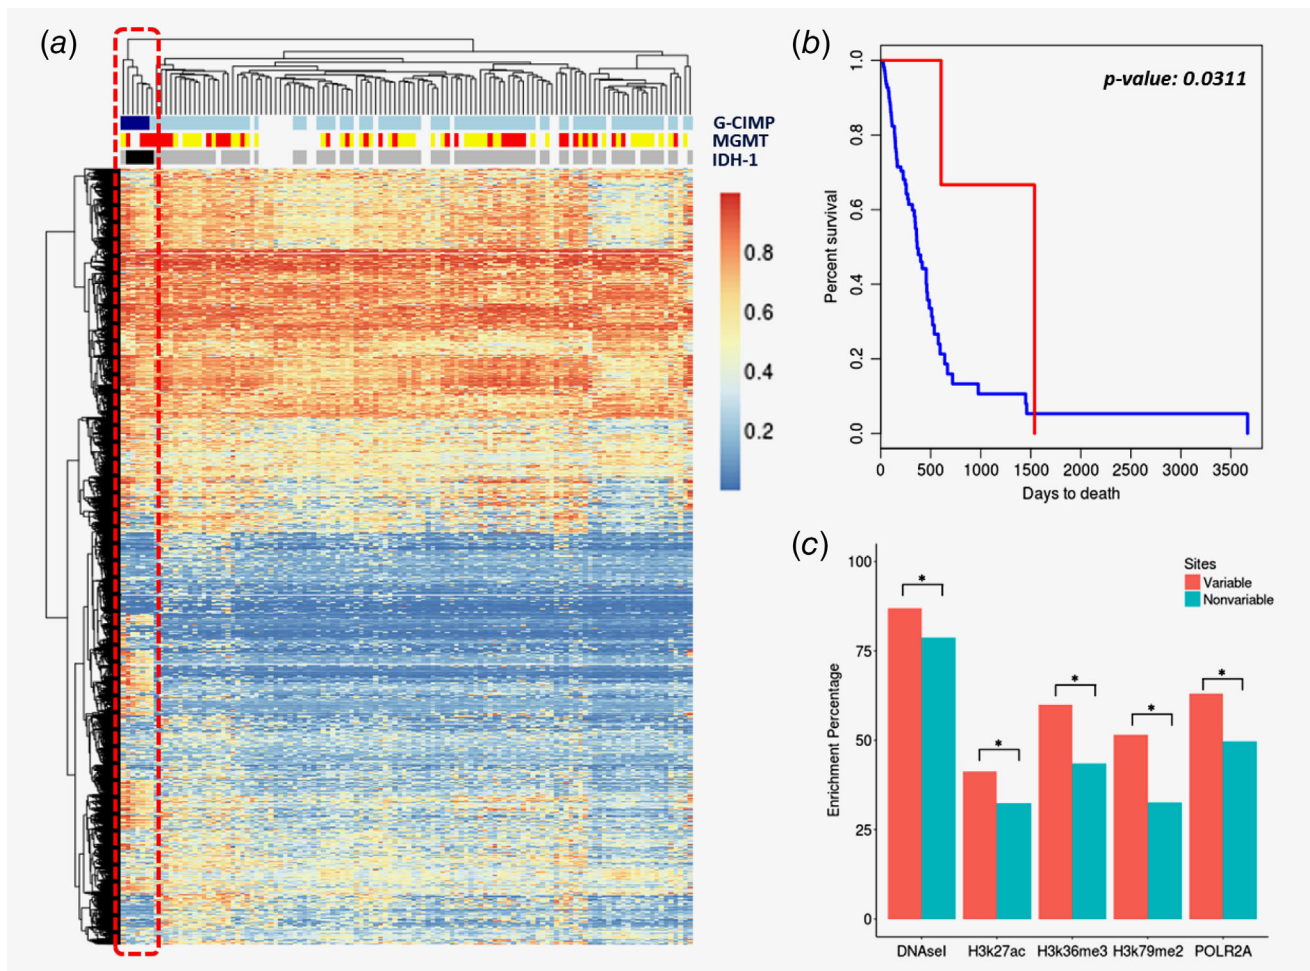 (a)
G-CIMP
MGMT
IDH-1
0.8
0.6
0.4
0.2
(b)
p-value: 0.0311
Percent survival
1.0
0.8
0.6
0.4
0.2
0.0
0 500 1000 1500 2000 2500 3000 3500
Days to death
(c)
Sites
Variable
Nonvariable
Enrichment Percentage
100
75
50
25
0
* * * * *
DNAseI H3k27ac H3k36me3 H3k79me2 POLR2A